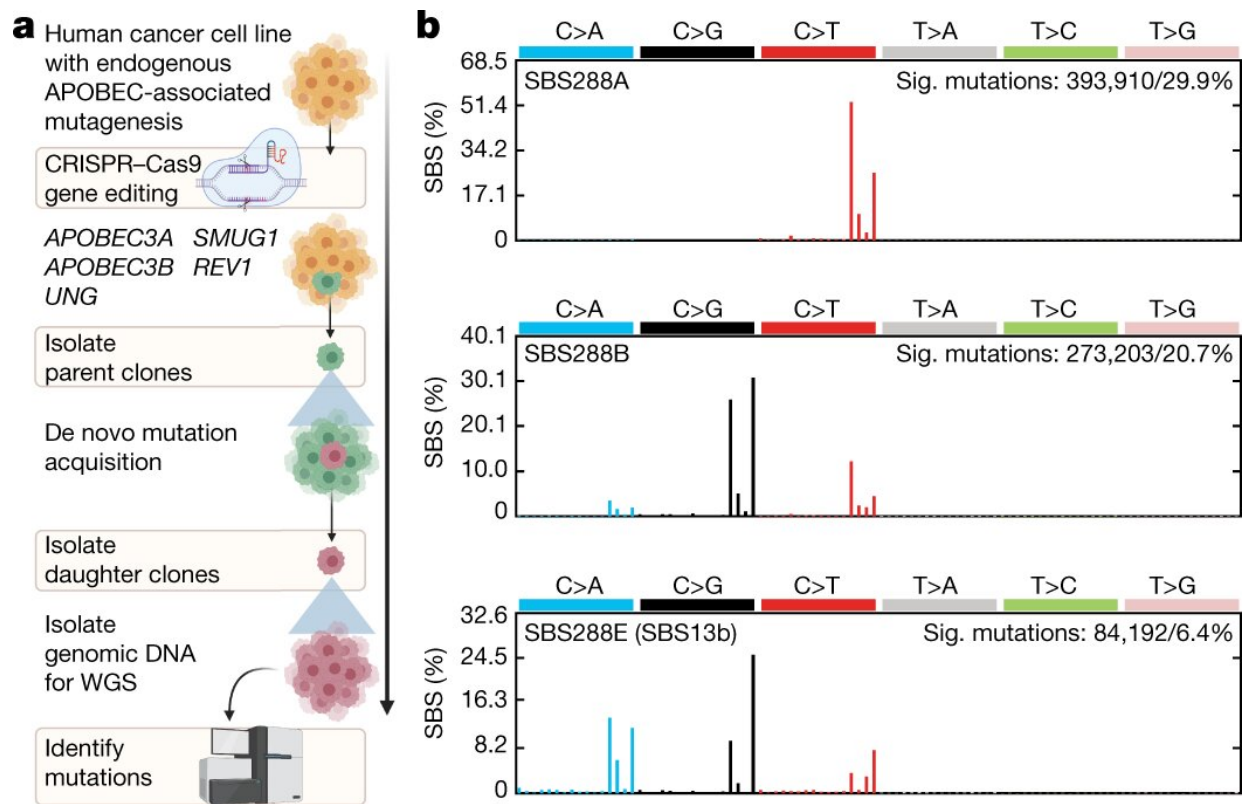 a
Human cancer cell line
with endogenous
APOBEC-associated
mutagenesis
CRISPR–Cas9
gene editing
APOBEC3A SMUG1
APOBEC3B REV1
UNG
Isolate
parent clones
De novo mutation
acquisition
Isolate
daughter clones
Isolate
genomic DNA
for WGS
Identify
mutations
b
C>A C>G C>T T>A T>C T>G
68.5
51.4
34.2
17.1
0
SBS (%)
SBS288A
Sig. mutations: 393,910/29.9%
C>A C>G C>T T>A T>C T>G
40.1
30.1
20.1
10.0
0
SBS (%)
SBS288B
Sig. mutations: 273,203/20.7%
C>A C>G C>T T>A T>C T>G
32.6
24.5
16.3
8.2
0
SBS (%)
SBS288E (SBS13b)
Sig. mutations: 84,192/6.4%